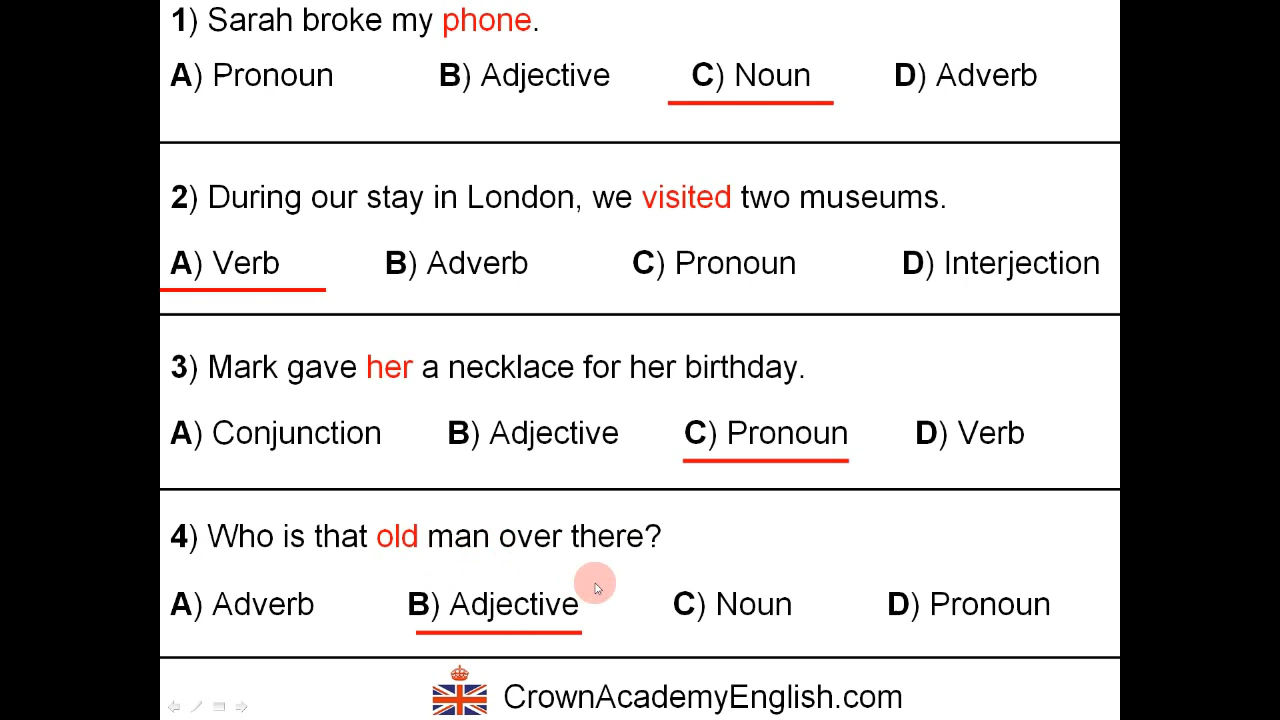 1) Sarah broke my phone.
A) Pronoun B) Adjective C) Noun D) Adverb
2) During our stay in London, we visited two museums.
A) Verb B) Adverb C) Pronoun D) Interjection
3) Mark gave her a necklace for her birthday.
A) Conjunction B) Adjective C) Pronoun D) Verb
4) Who is that old man over there?
A) Adverb B) Adjective C) Noun D) Pronoun
CrownAcademyEnglish.com